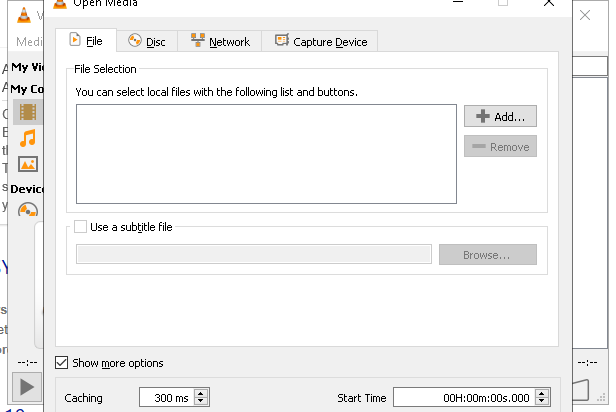 Open Media
Medi
File
Disc
Network
Capture Device
My Vi
File Selection
My Co
You can select local files with the following list and buttons.
Add...
Remove
Device
Use a subtitle file
Browse...
Show more options
--:--
--:--
Caching
300 ms
Start Time
00H:00m:00s.000